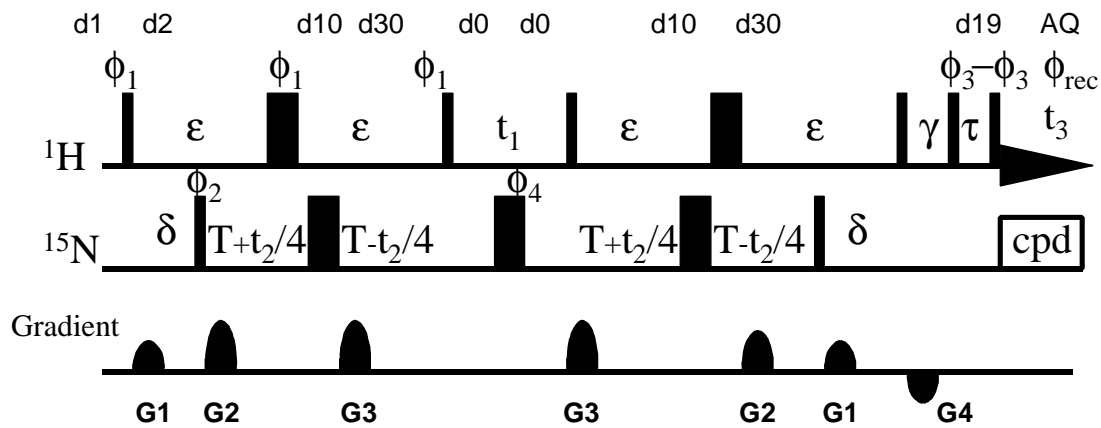 d1 d2 d10 d30 d0 d0 d10 d30 d19 AQ
ϕ1 ϕ1 ϕ1 ϕ3 −ϕ3 ϕrec
ε ε t1 ε ε γ τ t3
1H
ϕ2 ϕ4
15N δ T+t2/4 T-t2/4 T+t2/4 T-t2/4 δ cpd
Gradient
G1 G2 G3 G3 G2 G1 G4